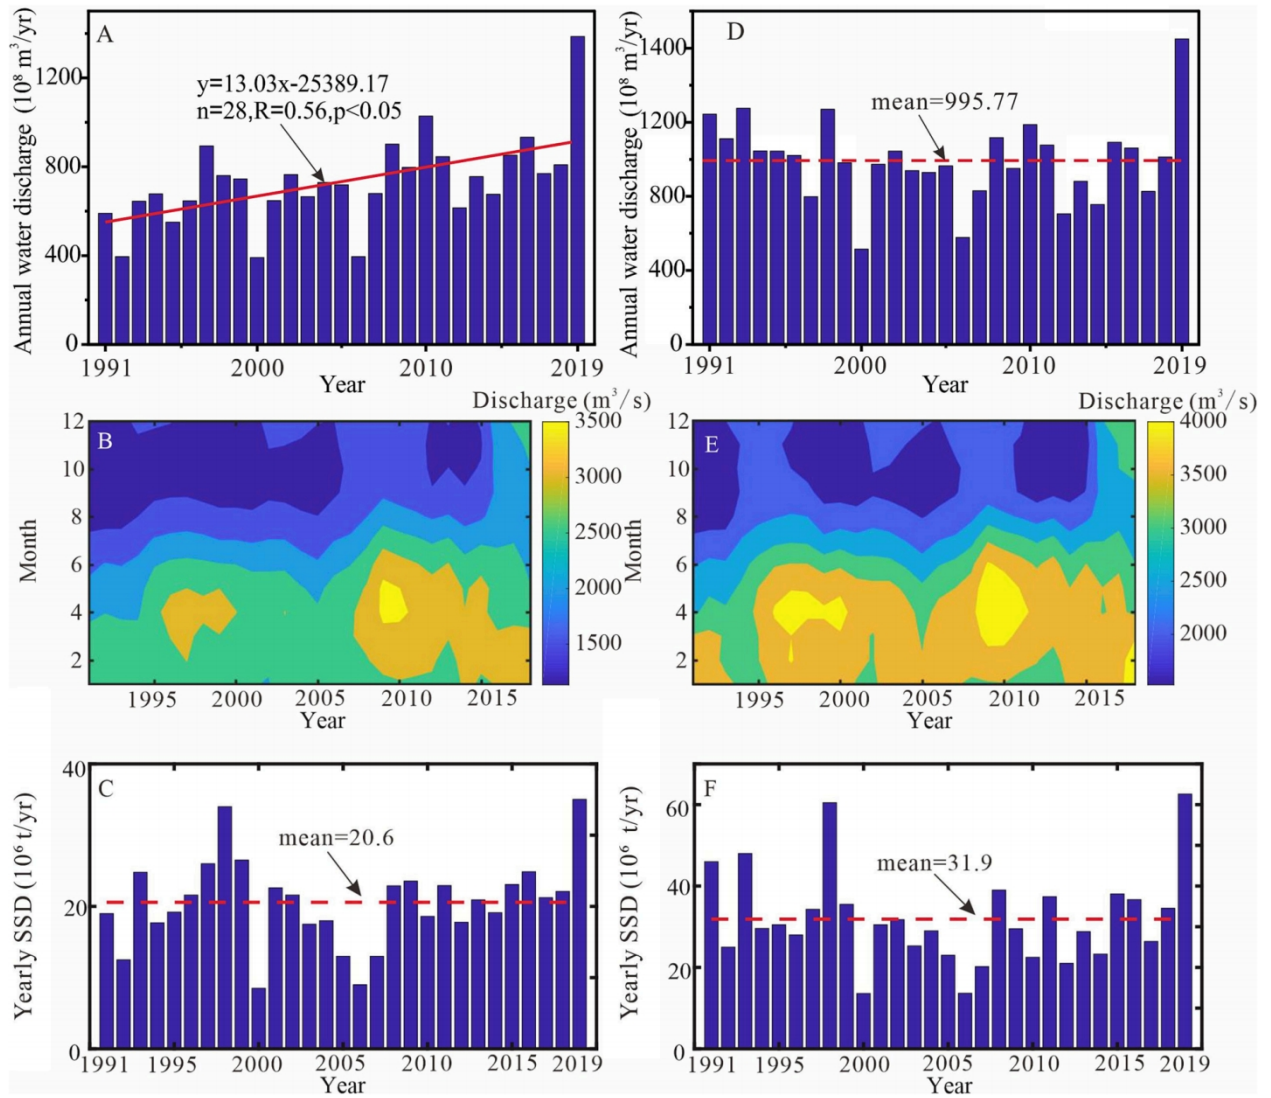 A
Annual water discharge (10⁸ m³/yr)
1200
800
400
0
y=13.03x-25389.17
n=28,R=0.56,p<0.05
1991
2000
2010
2019
Year
D
Annual water discharge (10⁸ m³/yr)
1400
1200
800
400
0
mean=995.77
1991
2000
2010
2019
Year
B
Discharge (m³/s)
Month
12
10
8
6
4
2
1995
2000
2005
2010
2015
Year
3500
3000
2500
2000
1500
E
Discharge (m³/s)
Month
12
10
8
6
4
2
1995
2000
2005
2010
2015
Year
4000
3500
3000
2500
2000
C
Yearly SSD (10⁶ t/yr)
40
20
0
mean=20.6
1991
1995
2000
2005
2010
2015
2019
Year
F
Yearly SSD (10⁶ t/yr)
60
40
20
0
mean=31.9
1991
1995
2000
2005
2010
2015
2019
Year